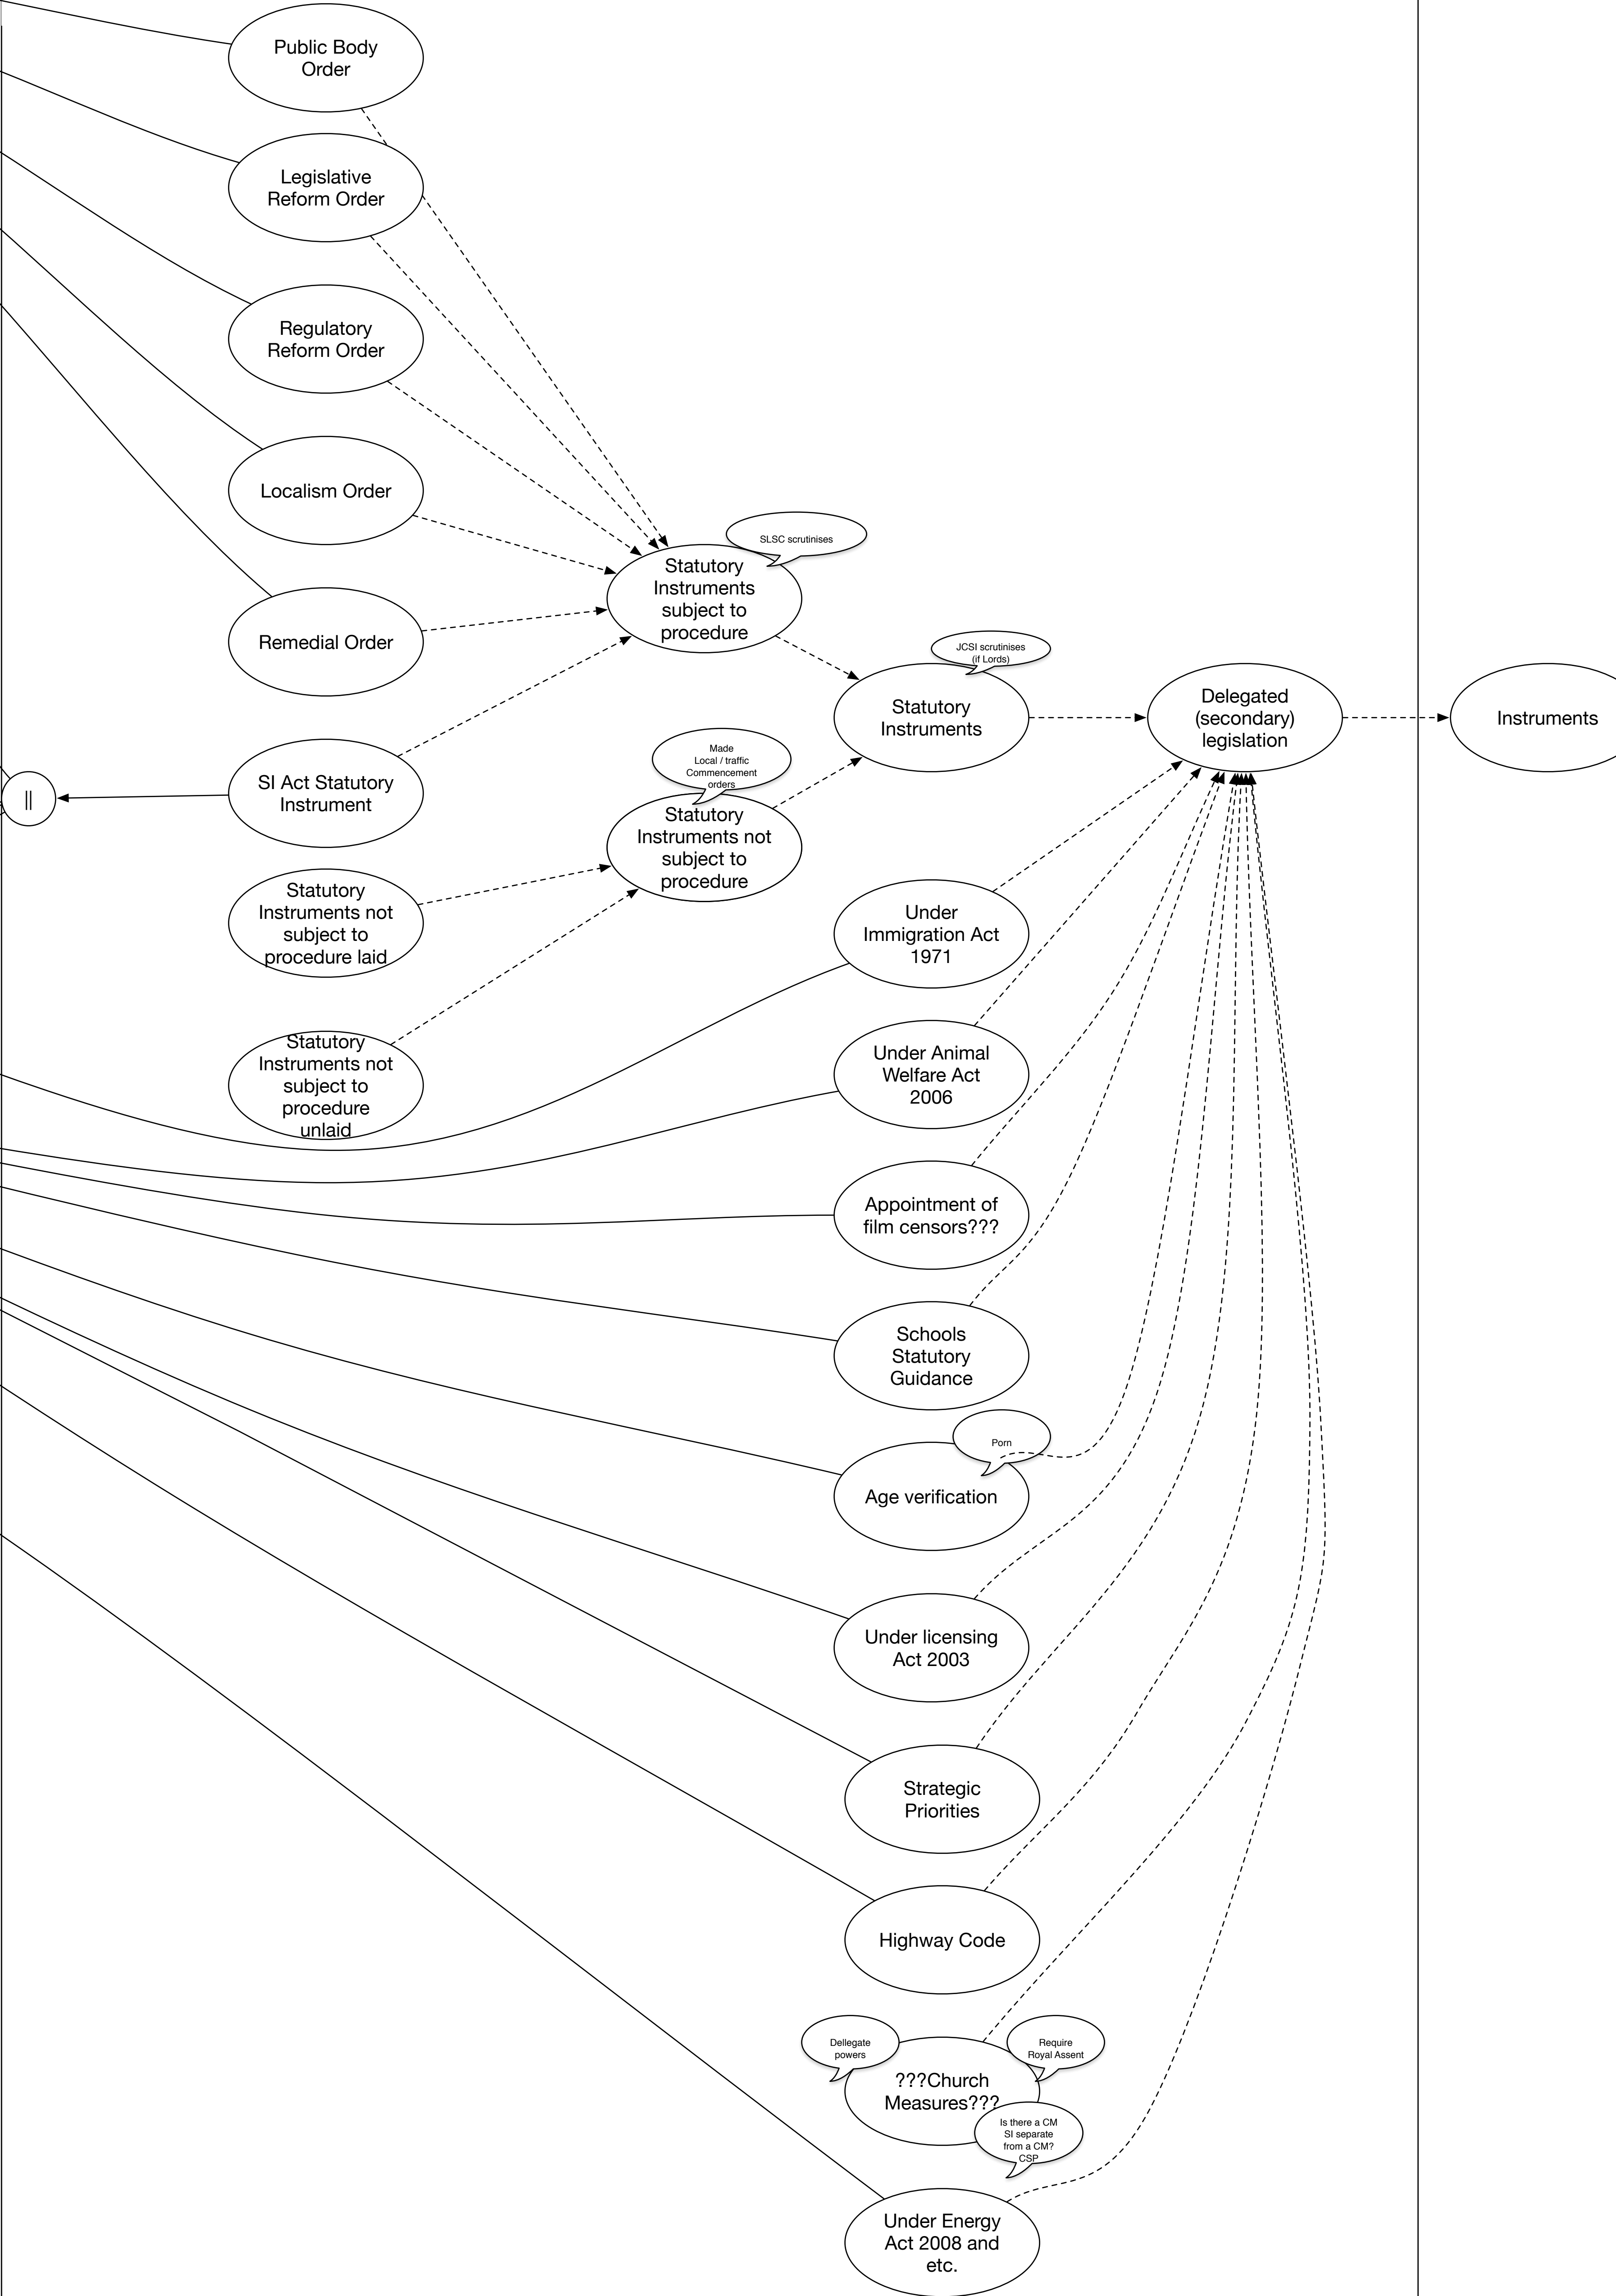 Public Body
Order
Legislative
Reform Order
Regulatory
Reform Order
Localism Order
Remedial Order
SI Act Statutory
Instrument
||
Statutory
Instruments not
subject to
procedure laid
Statutory
Instruments not
subject to
procedure
unlaid
SLSC scrutinises
Statutory
Instruments
subject to
procedure
Made
Local / traffic
Commencement
orders
Statutory
Instruments not
subject to
procedure
JCSI scrutinises
(if Lords)
Statutory
Instruments
Delegated
(secondary)
legislation
Instruments
Under
Immigration Act
1971
Under Animal
Welfare Act
2006
Appointment of
film censors???
Schools
Statutory
Guidance
Porn
Age verification
Under licensing
Act 2003
Strategic
Priorities
Highway Code
Dellegate
powers
Require
Royal Assent
???Church
Measures???
Is there a CM
SI separate
from a CM?
CSP
Under Energy
Act 2008 and
etc.